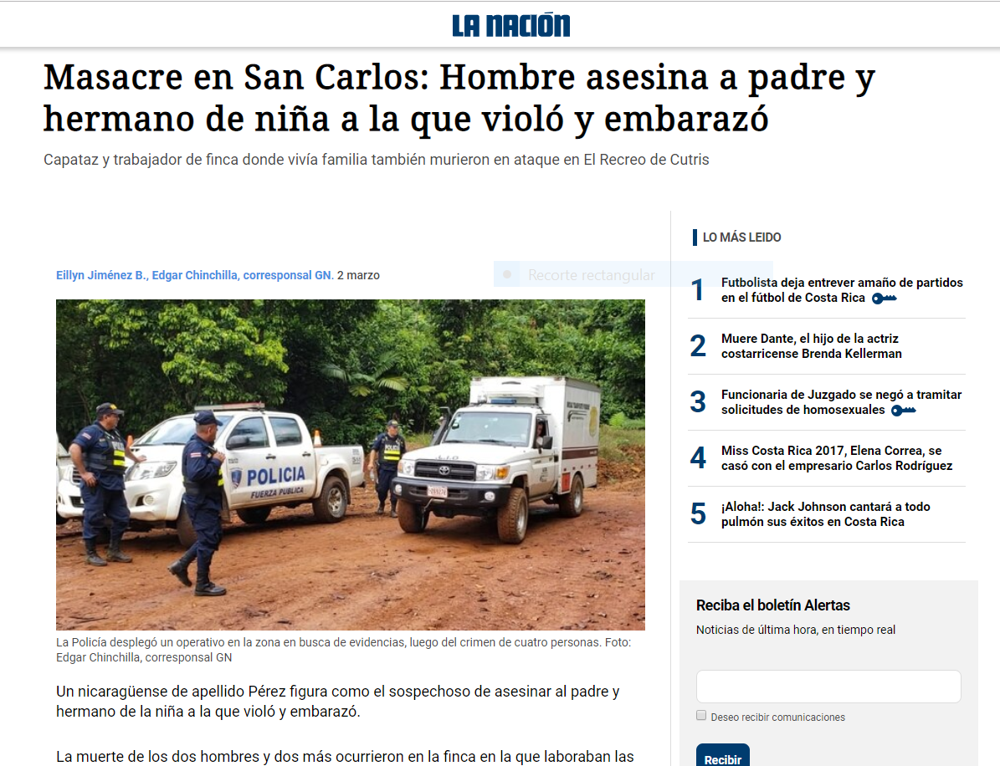 LA NACIÓN
Masacre en San Carlos: Hombre asesina a padre y
hermano de niña a la que violó y embarazó
Capataz y trabajador de finca donde vivía familia también murieron en ataque en El Recreo de Cutris
Eillyn Jiménez B., Edgar Chinchilla, corresponsal GN. 2 marzo
Recorte rectangular
POLICIA
FUERZA PUBLICA
La Policía desplegó un operativo en la zona en busca de evidencias, luego del crimen de cuatro personas. Foto:
Edgar Chinchilla, corresponsal GN
Un nicaragüense de apellido Pérez figura como el sospechoso de asesinar al padre y
hermano de la niña a la que violó y embarazó.
La muerte de los dos hombres y dos más ocurrieron en la finca en la que laboraban las
LO MÁS LEIDO
1 Futbolista deja entrever amaño de partidos
en el fútbol de Costa Rica
2 Muere Dante, el hijo de la actriz
costarricense Brenda Kellerman
3 Funcionaria de Juzgado se negó a tramitar
solicitudes de homosexuales
4 Miss Costa Rica 2017, Elena Correa, se
casó con el empresario Carlos Rodríguez
5 ¡Aloha!: Jack Johnson cantará a todo
pulmón sus éxitos en Costa Rica
Reciba el boletín Alertas
Noticias de última hora, en tiempo real
Deseo recibir comunicaciones
Recibir